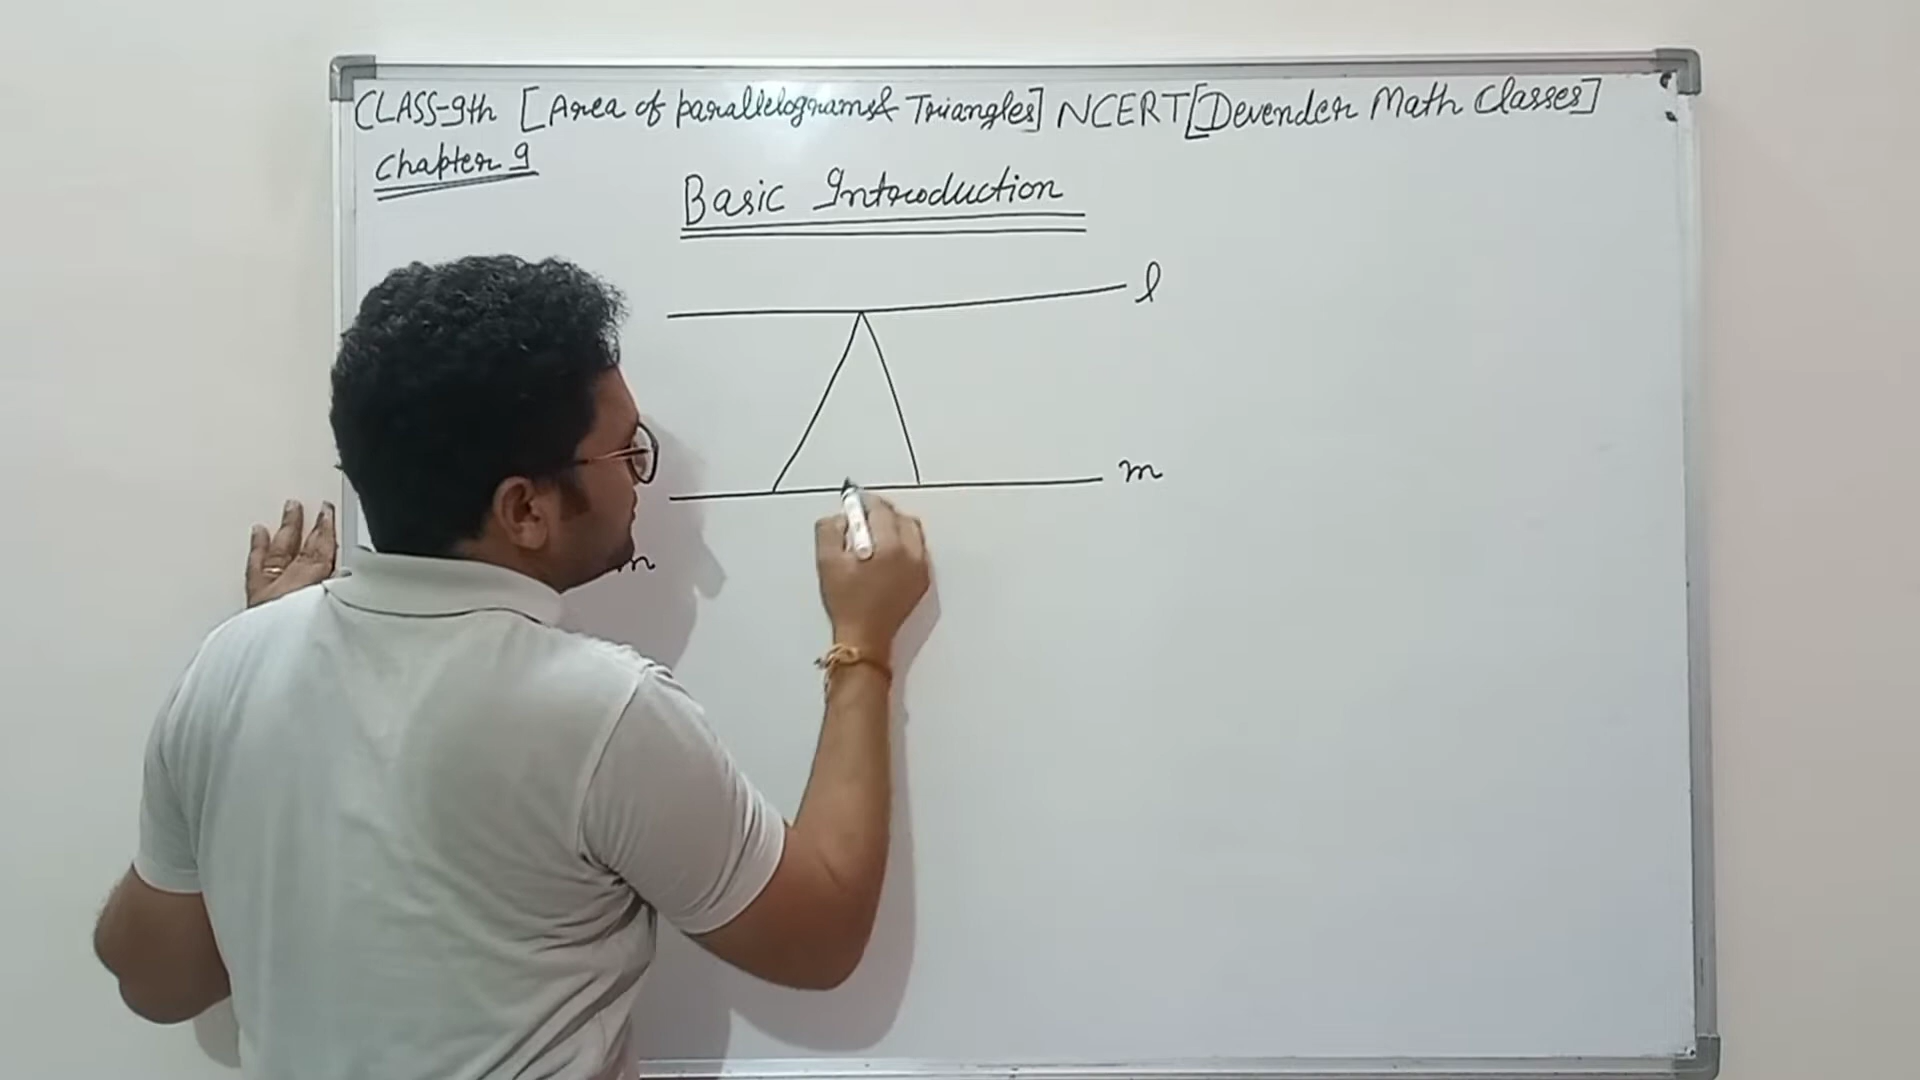 CLASS-9th [Area of parallelograms & Triangles] NCERT [Devender Math Classes]
Chapter 9
Basic Introduction
l
m
m